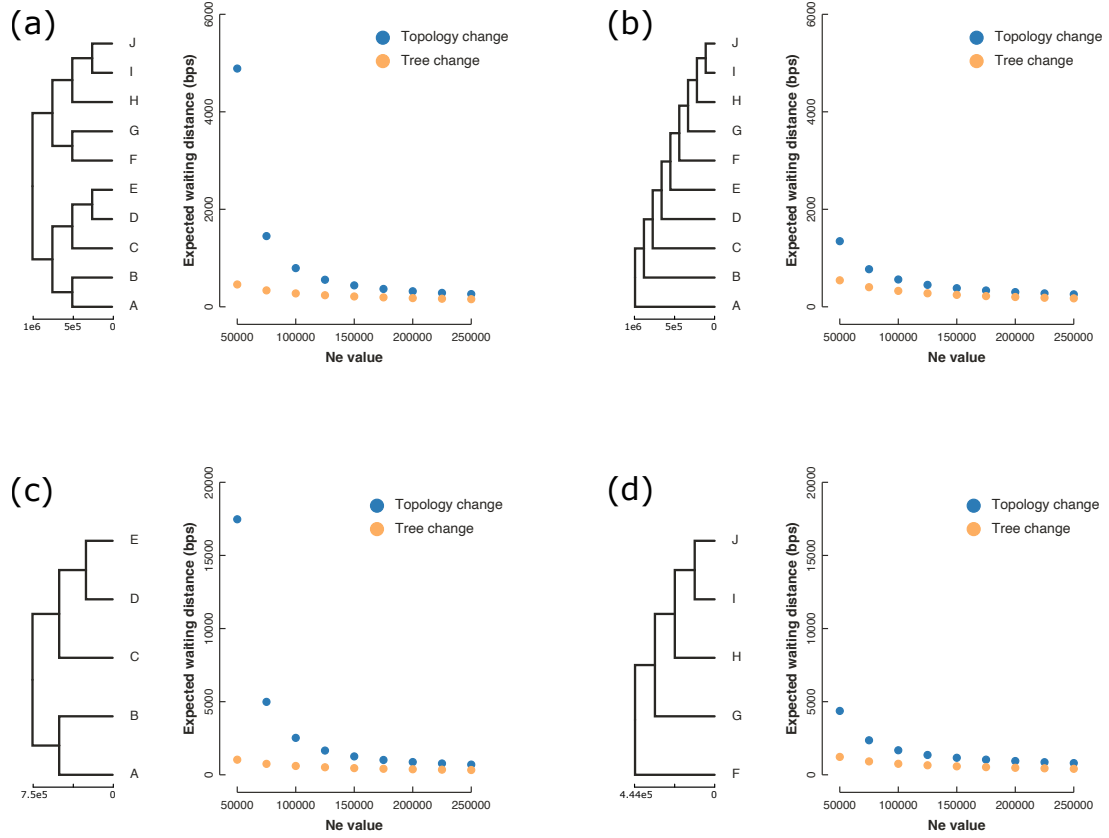 (a)
J
I
H
G
F
E
D
C
B
A
1e6 5e5 0
Expected waiting distance (bps)
0 2000 4000 6000
Topology change
Tree change
50000 100000 150000 200000 250000
Ne value
(b)
J
I
H
G
F
E
D
C
B
A
1e6 5e5 0
Expected waiting distance (bps)
0 2000 4000 6000
Topology change
Tree change
50000 100000 150000 200000 250000
Ne value
(c)
E
D
C
B
A
7.5e5 0
Expected waiting distance (bps)
0 5000 10000 15000 20000
Topology change
Tree change
50000 100000 150000 200000 250000
Ne value
(d)
J
I
H
G
F
4.44e5 0
Expected waiting distance (bps)
0 5000 10000 15000 20000
Topology change
Tree change
50000 100000 150000 200000 250000
Ne value